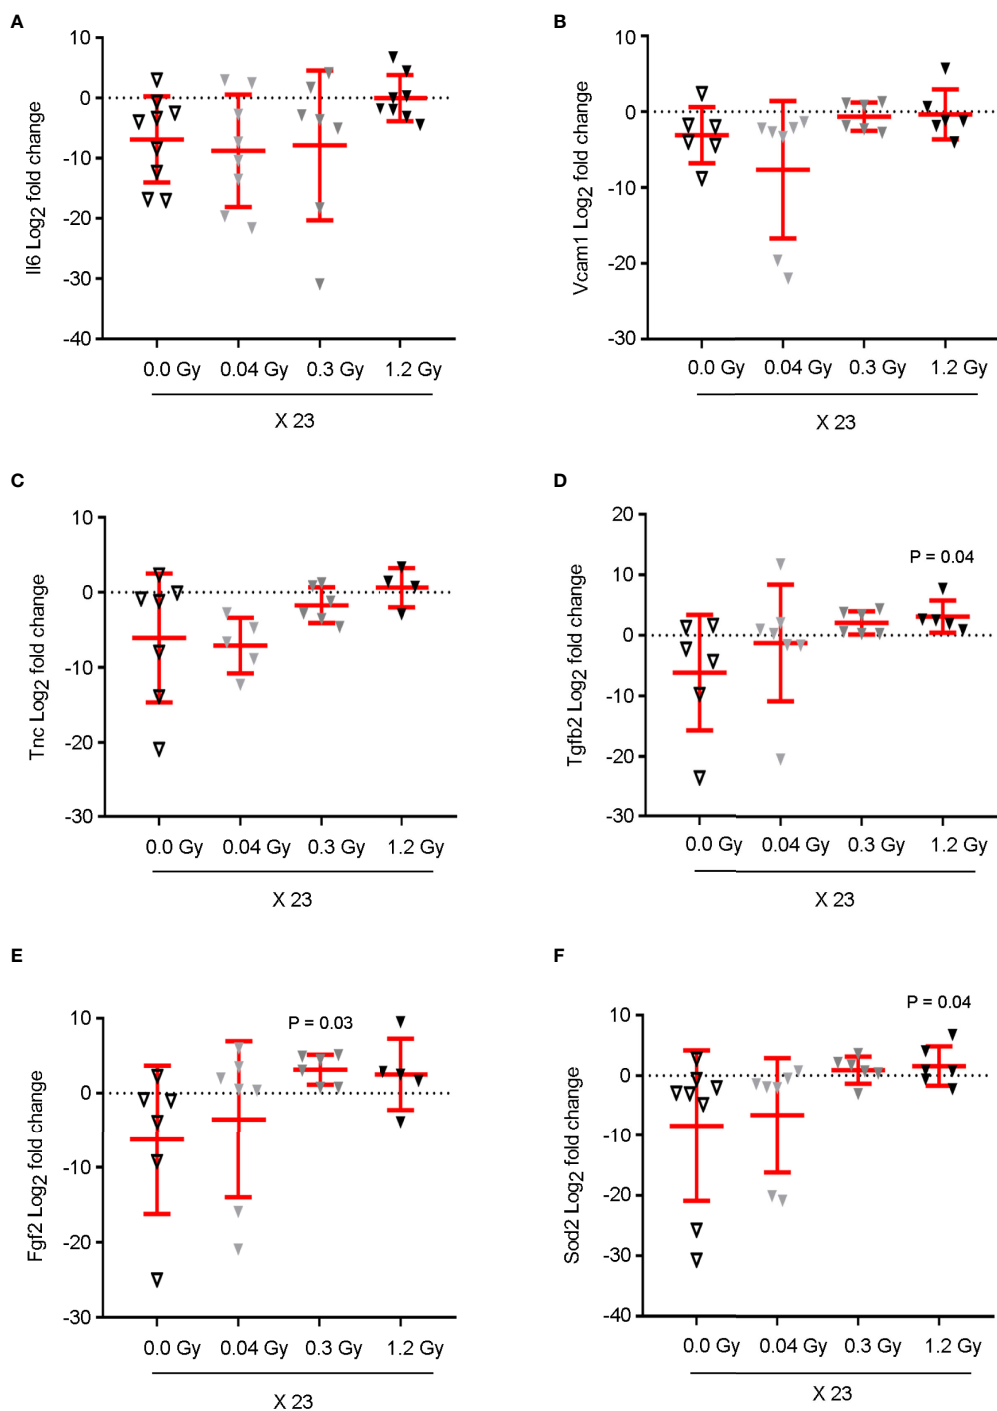 A
Il6 Log2 fold change
10
0
-10
-20
-30
-40
0.0 Gy 0.04 Gy 0.3 Gy 1.2 Gy
X 23
B
Vcam1 Log2 fold change
10
0
-10
-20
-30
0.0 Gy 0.04 Gy 0.3 Gy 1.2 Gy
X 23
C
Tnc Log2 fold change
10
0
-10
-20
-30
0.0 Gy 0.04 Gy 0.3 Gy 1.2 Gy
X 23
D
Tgfb2 Log2 fold change
20
10
0
-10
-20
-30
P = 0.04
0.0 Gy 0.04 Gy 0.3 Gy 1.2 Gy
X 23
E
Fgf2 Log2 fold change
10
0
-10
-20
-30
P = 0.03
0.0 Gy 0.04 Gy 0.3 Gy 1.2 Gy
X 23
F
Sod2 Log2 fold change
10
0
-10
-20
-30
-40
P = 0.04
0.0 Gy 0.04 Gy 0.3 Gy 1.2 Gy
X 23